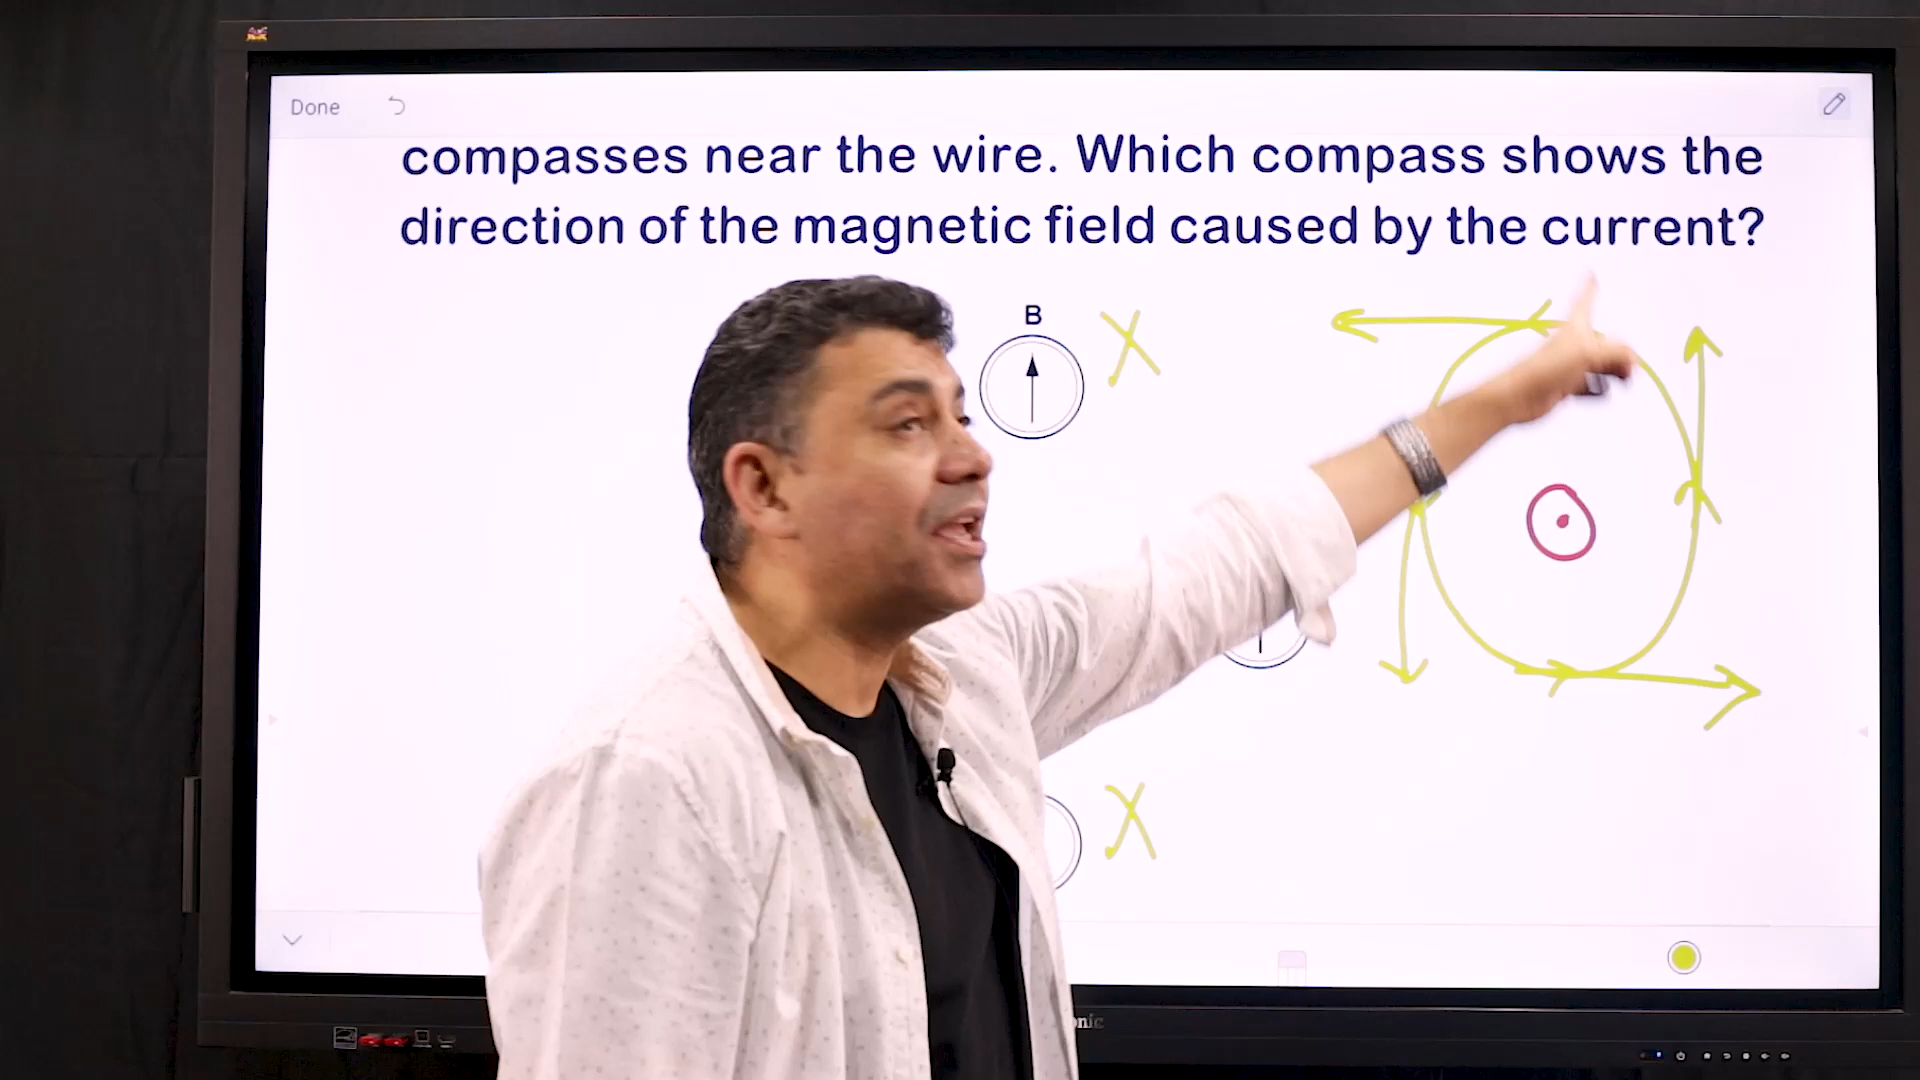 Done
compasses near the wire. Which compass shows the
direction of the magnetic field caused by the current?
B
X
X